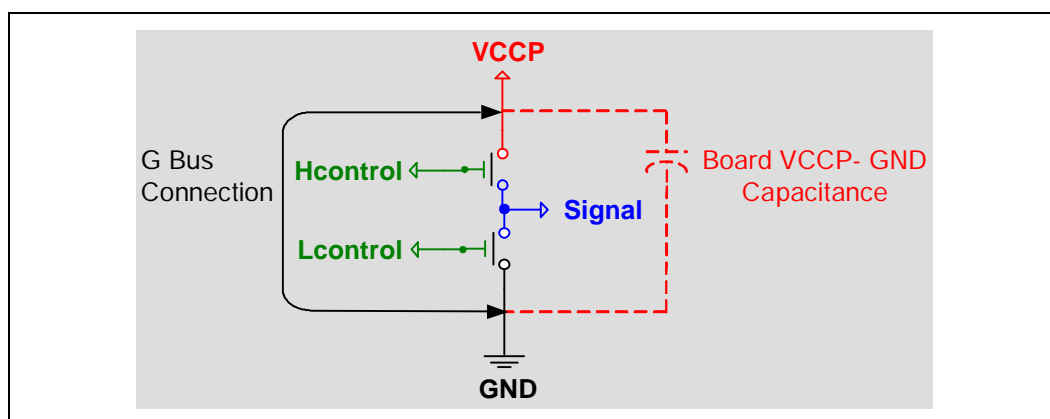 VCCP
G Bus
Connection
Hcontrol
Board VCCP- GND
Capacitance
Signal
Lcontrol
GND